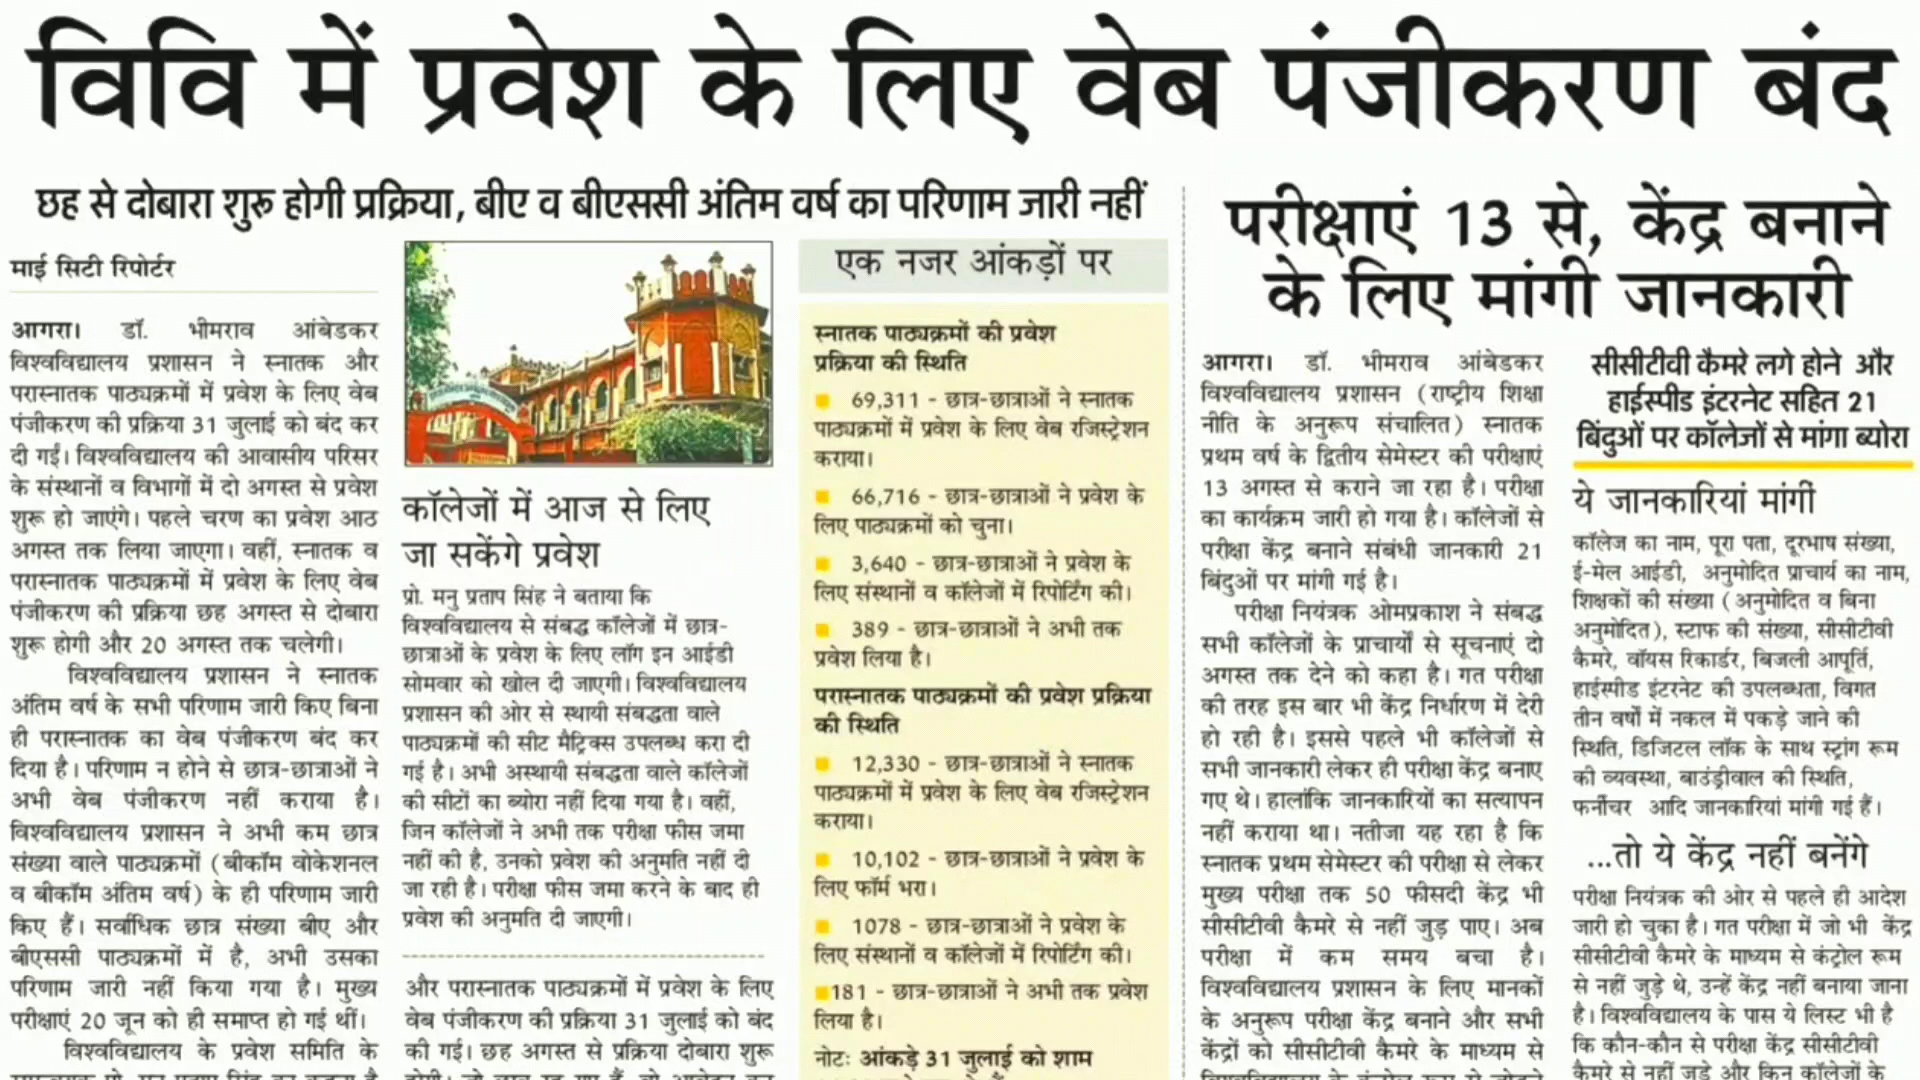 विवि में प्रवेश के लिए वेब पंजीकरण बंद
छह से दोबारा शुरू होगी प्रक्रिया, बीए व बीएससी अंतिम वर्ष का परिणाम जारी नहीं
माई सिटी रिपोर्टर
आगरा। डॉ. भीमराव आंबेडकर
विश्वविद्यालय प्रशासन ने स्नातक और
परास्नातक पाठ्यक्रमों में प्रवेश के लिए वेब
पंजीकरण की प्रक्रिया 31 जुलाई को बंद कर
दी गई। विश्वविद्यालय की आवासीय परिसर
के संस्थानों व विभागों में दो अगस्त से प्रवेश
शुरू हो जाएंगे। पहले चरण का प्रवेश आठ
अगस्त तक लिया जाएगा। वहीं, स्नातक व
परास्नातक पाठ्यक्रमों में प्रवेश के लिए वेब
पंजीकरण की प्रक्रिया छह अगस्त से दोबारा
शुरू होगी और 20 अगस्त तक चलेगी।
विश्वविद्यालय प्रशासन ने स्नातक
अंतिम वर्ष के सभी परिणाम जारी किए बिना
ही परास्नातक का वेब पंजीकरण बंद कर
दिया है। परिणाम न होने से छात्र-छात्राओं ने
अभी वेब पंजीकरण नहीं कराया है।
विश्वविद्यालय प्रशासन ने अभी कम छात्र
संख्या वाले पाठ्यक्रमों (बीकॉम वोकेशनल
व बीकॉम अंतिम वर्ष) के ही परिणाम जारी
किए हैं। सर्वाधिक छात्र संख्या बीए और
बीएससी पाठ्यक्रमों में है, अभी उसका
परिणाम जारी नहीं किया गया है। मुख्य
परीक्षाएं 20 जून को ही समाप्त हो गई थीं।
विश्वविद्यालय के प्रवेश समिति के
कॉलेजों में आज से लिए
जा सकेंगे प्रवेश
प्रो. मनु प्रताप सिंह ने बताया कि
विश्वविद्यालय से संबद्ध कॉलेजों में छात्र-
छात्राओं के प्रवेश के लिए लॉग इन आईडी
सोमवार को खोल दी जाएगी। विश्वविद्यालय
प्रशासन की ओर से स्थायी संबद्धता वाले
पाठ्यक्रमों की सीट मैट्रिक्स उपलब्ध करा दी
गई है। अभी अस्थायी संबद्धता वाले कॉलेजों
की सीटों का ब्योरा नहीं दिया गया है। वहीं,
जिन कॉलेजों ने अभी तक परीक्षा फीस जमा
नहीं की है, उनको प्रवेश की अनुमति नहीं दी
जा रही है। परीक्षा फीस जमा करने के बाद ही
प्रवेश की अनुमति दी जाएगी।
और परास्नातक पाठ्यक्रमों में प्रवेश के लिए
वेब पंजीकरण की प्रक्रिया 31 जुलाई को बंद
की गई। छह अगस्त से प्रक्रिया दोबारा शुरू
एक नजर आंकड़ों पर
स्नातक पाठ्यक्रमों की प्रवेश
प्रक्रिया की स्थिति
69,311 - छात्र-छात्राओं ने स्नातक
पाठ्यक्रमों में प्रवेश के लिए वेब रजिस्ट्रेशन
कराया।
66,716 - छात्र-छात्राओं ने प्रवेश के
लिए पाठ्यक्रमों को चुना।
3,640 - छात्र-छात्राओं ने प्रवेश के
लिए संस्थानों व कॉलेजों में रिपोर्टिंग की।
389 - छात्र-छात्राओं ने अभी तक
प्रवेश लिया है।
परास्नातक पाठ्यक्रमों की प्रवेश प्रक्रिया
की स्थिति
12,330 - छात्र-छात्राओं ने स्नातक
पाठ्यक्रमों में प्रवेश के लिए वेब रजिस्ट्रेशन
कराया।
10,102 - छात्र-छात्राओं ने प्रवेश के
लिए फॉर्म भरा।
1078 - छात्र-छात्राओं ने प्रवेश के
लिए संस्थानों व कॉलेजों में रिपोर्टिंग की।
181 - छात्र-छात्राओं ने अभी तक प्रवेश
लिया है।
नोटः आंकड़े 31 जुलाई को शाम
परीक्षाएं 13 से, केंद्र बनाने
के लिए मांगी जानकारी
आगरा। डॉ. भीमराव आंबेडकर
विश्वविद्यालय प्रशासन (राष्ट्रीय शिक्षा
नीति के अनुरूप संचालित) स्नातक
प्रथम वर्ष के द्वितीय सेमेस्टर की परीक्षाएं
13 अगस्त से कराने जा रहा है। परीक्षा
का कार्यक्रम जारी हो गया है। कॉलेजों से
परीक्षा केंद्र बनाने संबंधी जानकारी 21
बिंदुओं पर मांगी गई है।
परीक्षा नियंत्रक ओमप्रकाश ने संबद्ध
सभी कॉलेजों के प्राचार्यों से सूचनाएं दो
अगस्त तक देने को कहा है। गत परीक्षा
की तरह इस बार भी केंद्र निर्धारण में देरी
हो रही है। इससे पहले भी कॉलेजों से
सभी जानकारी लेकर ही परीक्षा केंद्र बनाए
गए थे। हालांकि जानकारियों का सत्यापन
नहीं कराया था। नतीजा यह रहा है कि
स्नातक प्रथम सेमेस्टर की परीक्षा से लेकर
मुख्य परीक्षा तक 50 फीसदी केंद्र भी
सीसीटीवी कैमरे से नहीं जुड़ पाए। अब
परीक्षा में कम समय बचा है।
विश्वविद्यालय प्रशासन के लिए मानकों
के अनुरूप परीक्षा केंद्र बनाने और सभी
केंद्रों को सीसीटीवी कैमरे के माध्यम से
सीसीटीवी कैमरे लगे होने और
हाईस्पीड इंटरनेट सहित 21
बिंदुओं पर कॉलेजों से मांगा ब्योरा
ये जानकारियां मांगीं
कॉलेज का नाम, पूरा पता, दूरभाष संख्या,
ई-मेल आईडी, अनुमोदित प्राचार्य का नाम,
शिक्षकों की संख्या (अनुमोदित व बिना
अनुमोदित), स्टाफ की संख्या, सीसीटीवी
कैमरे, वॉयस रिकार्डर, बिजली आपूर्ति,
हाईस्पीड इंटरनेट की उपलब्धता, विगत
तीन वर्षों में नकल में पकड़े जाने की
स्थिति, डिजिटल लॉक के साथ स्ट्रांग रूम
की व्यवस्था, बाउंड्रीवाल की स्थिति,
फर्नीचर आदि जानकारियां मांगी गई हैं।
...तो ये केंद्र नहीं बनेंगे
परीक्षा नियंत्रक की ओर से पहले ही आदेश
जारी हो चुका है। गत परीक्षा में जो भी केंद्र
सीसीटीवी कैमरे के माध्यम से कंट्रोल रूम
से नहीं जुड़े थे, उन्हें केंद्र नहीं बनाया जाना
है। विश्वविद्यालय के पास ये लिस्ट भी है
कि कौन-कौन से परीक्षा केंद्र सीसीटीवी
कैमरे से नहीं जुड़े और किन कॉलेजों के